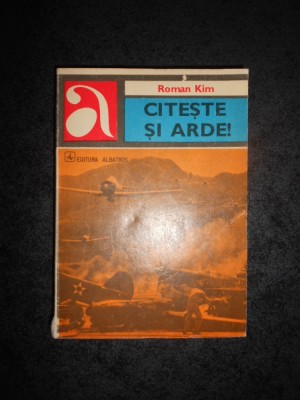 a
Roman Kim
CITEȘTE
ȘI ARDE!
EDITURA ALBATROS